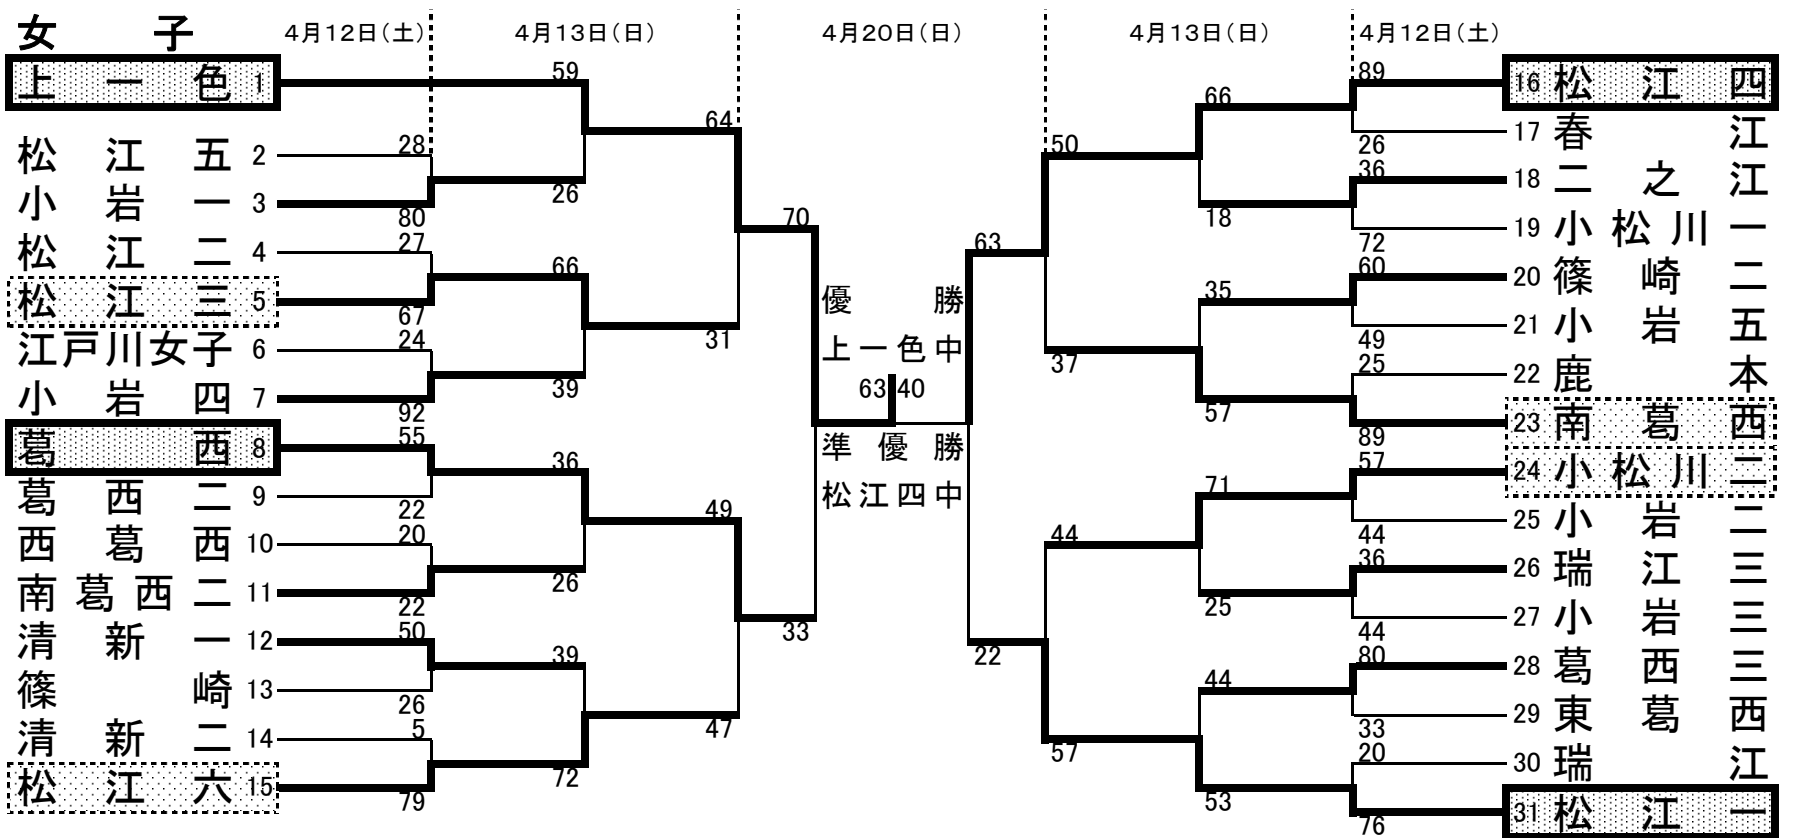 女子
4月12日(土) 4月13日(日) 4月20日(日) 4月13日(日) 4月12日(土)
上一色 1
松江五 2
小岩一 3
松江二 4
松江三 5
江戸川女子 6
小岩四 7
葛西 8
葛西二 9
西葛西 10
南葛西二 11
清新一 12
篠崎 13
清新二 14
松江六 15
28
80
27
67
24
92
55
22
20
22
50
26
5
79
59
26
66
39
36
26
39
72
64
31
49
47
70
33
優勝
上一色中
63 40
準優勝
松江四中
63
22
50
37
44
57
66
18
35
57
71
25
44
53
89
26
36
72
60
49
25
89
57
44
36
44
80
33
20
76
16 松江四
17 春江
18 二之江
19 小松川一
20 篠崎二
21 小岩五
22 鹿本
23 南葛西
24 小松川二
25 小岩二
26 瑞江三
27 小岩三
28 葛西三
29 東葛西
30 瑞江
31 松江一